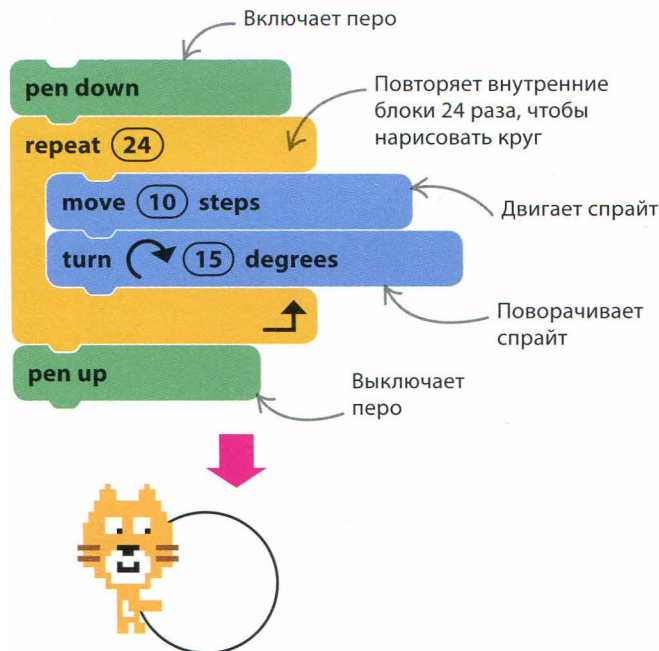 Включает перо
pen down
Повторяет внутренние
блоки 24 раза, чтобы
нарисовать круг
repeat 24
move 10 steps
Двигает спрайт
turn 15 degrees
Поворачивает
спрайт
pen up
Выключает
перо